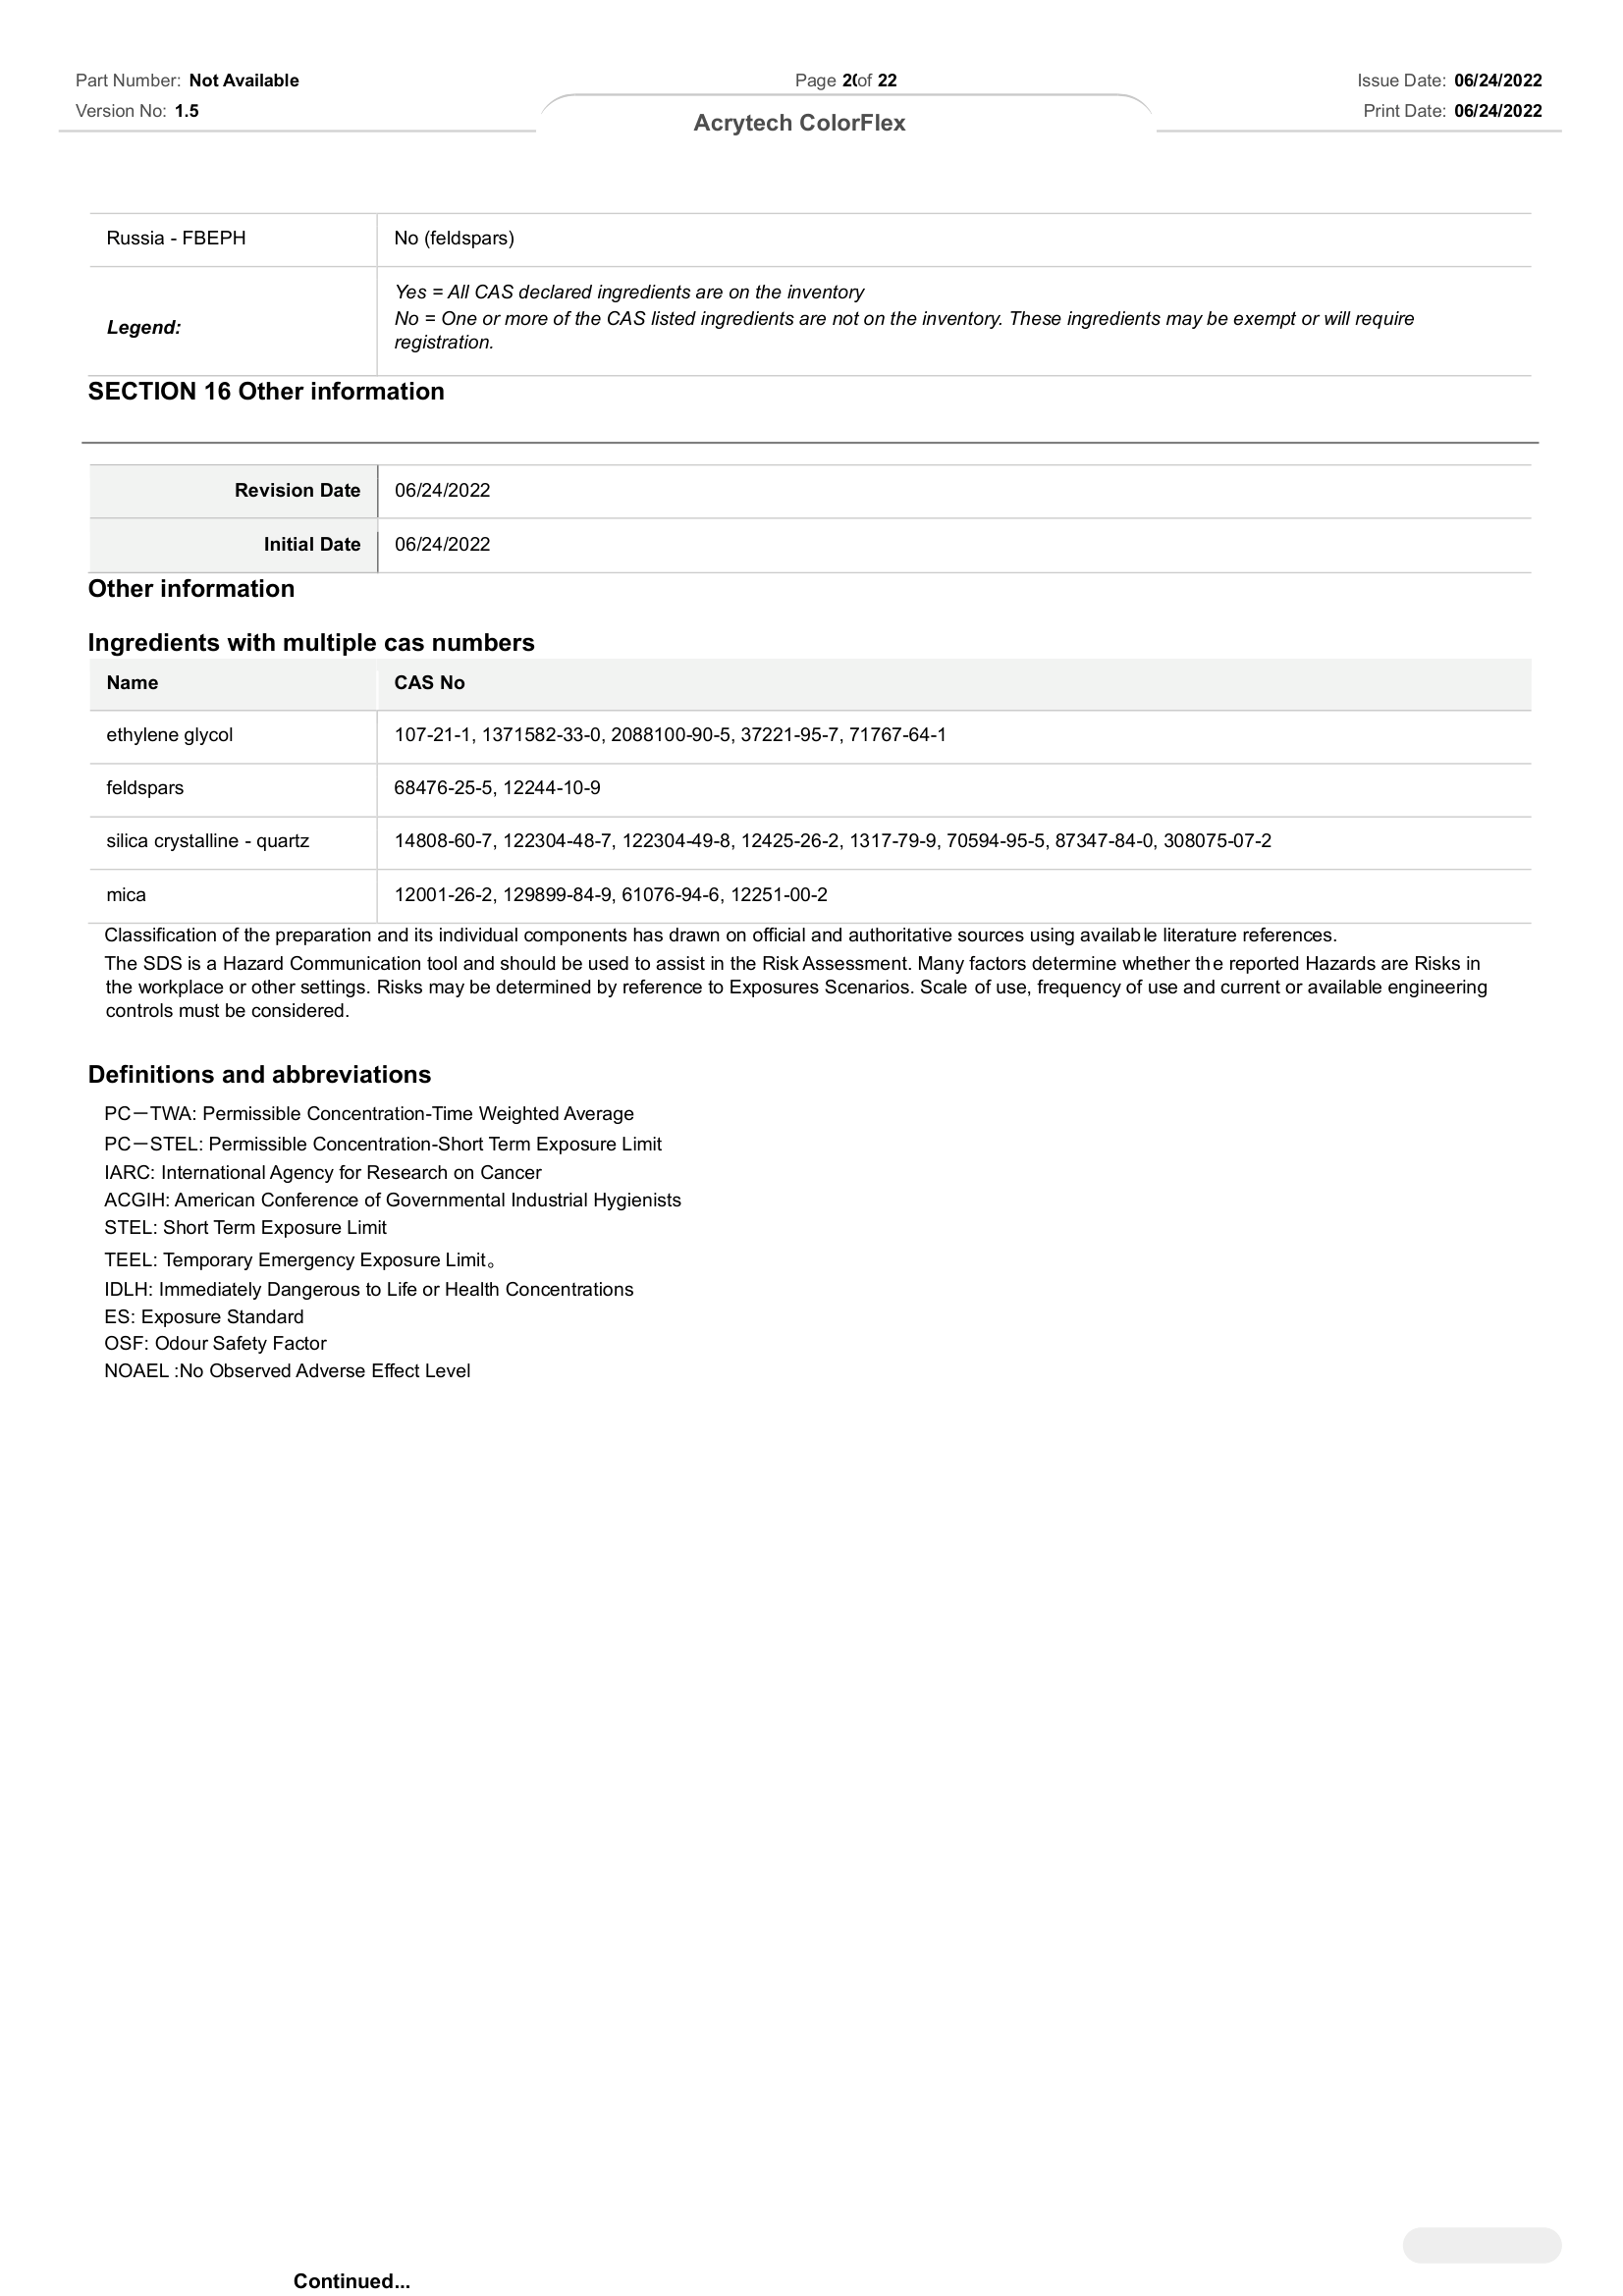 Part Number: Not Available
Page 20of 22
Issue Date: 06/24/2022
Version No: 1.5
Print Date: 06/24/2022
Acrytech ColorFlex
Russia - FBEPH
No (feldspars)
Legend:
Yes = All CAS declared ingredients are on the inventory
No = One or more of the CAS listed ingredients are not on the inventory. These ingredients may be exempt or will require
registration.
SECTION 16 Other information
Revision Date
06/24/2022
Initial Date
06/24/2022
Other information
Ingredients with multiple cas numbers
Name
CAS No
ethylene glycol
107-21-1, 1371582-33-0, 2088100-90-5, 37221-95-7, 71767-64-1
feldspars
68476-25-5, 12244-10-9
silica crystalline - quartz
14808-60-7, 122304-48-7, 122304-49-8, 12425-26-2, 1317-79-9, 70594-95-5, 87347-84-0, 308075-07-2
mica
12001-26-2, 129899-84-9, 61076-94-6, 12251-00-2
Classification of the preparation and its individual components has drawn on official and authoritative sources using available literature references.
The SDS is a Hazard Communication tool and should be used to assist in the Risk Assessment. Many factors determine whether the reported Hazards are Risks in
the workplace or other settings. Risks may be determined by reference to Exposures Scenarios. Scale of use, frequency of use and current or available engineering
controls must be considered.
Definitions and abbreviations
PC－TWA: Permissible Concentration-Time Weighted Average
PC－STEL: Permissible Concentration-Short Term Exposure Limit
IARC: International Agency for Research on Cancer
ACGIH: American Conference of Governmental Industrial Hygienists
STEL: Short Term Exposure Limit
TEEL: Temporary Emergency Exposure Limit。
IDLH: Immediately Dangerous to Life or Health Concentrations
ES: Exposure Standard
OSF: Odour Safety Factor
NOAEL :No Observed Adverse Effect Level
Continued...